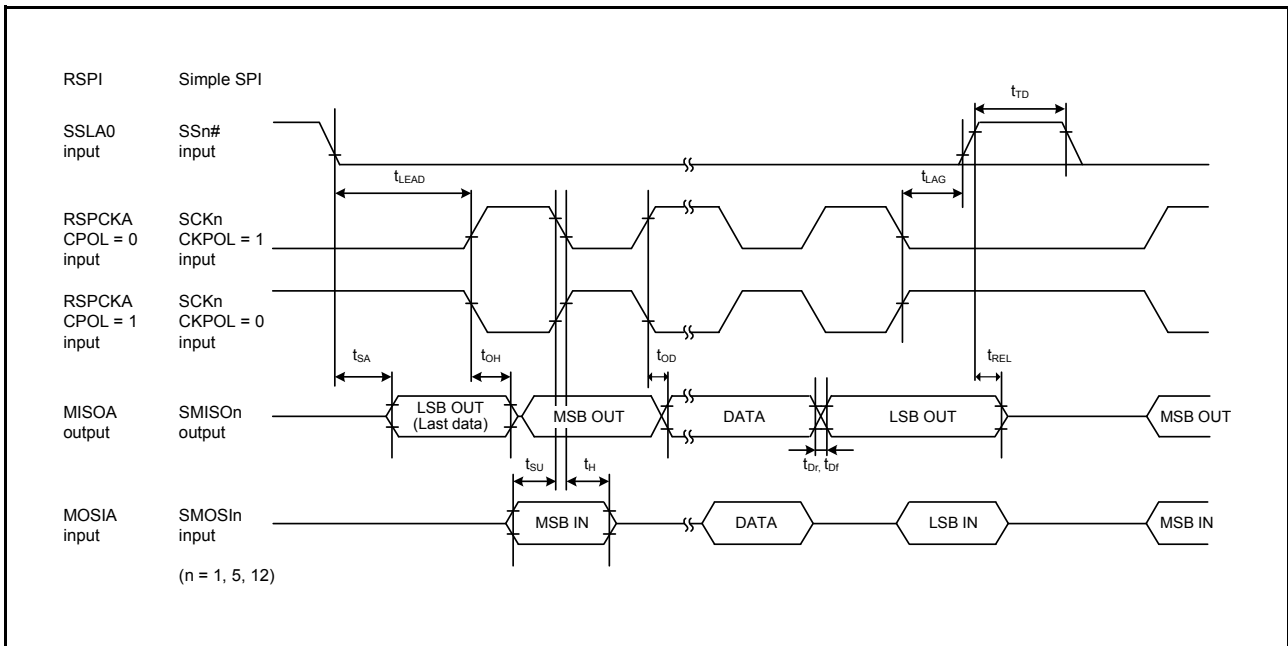 RSPI Simple SPI
tTD
SSLA0 SSn#
input input
tLEAD tLAG
RSPCKA SCKn
CPOL = 0 CKPOL = 1
input input
RSPCKA SCKn
CPOL = 1 CKPOL = 0
input input
tSA tOH tOD tREL
MISOA SMISOn
output output
LSB OUT
(Last data)
MSB OUT DATA LSB OUT MSB OUT
tSU tH tDr, tDf
MOSIA SMOSIn
input input
MSB IN DATA LSB IN MSB IN
(n = 1, 5, 12)